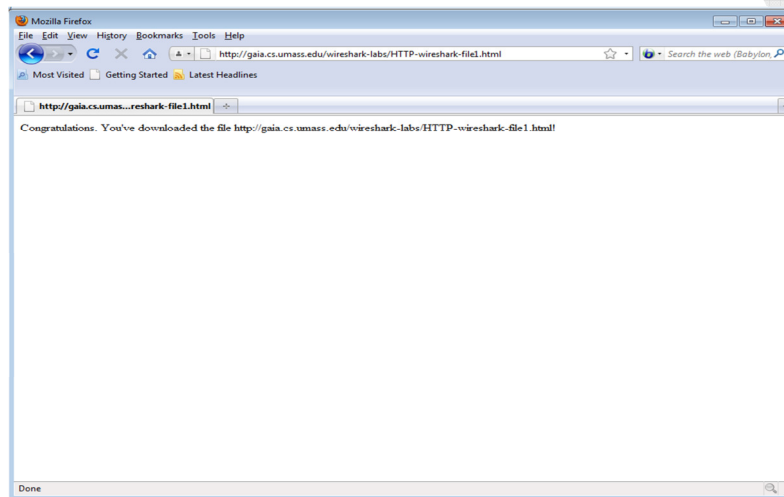 Mozilla Firefox
File Edit View History Bookmarks Tools Help
http://gaia.cs.umass.edu/wireshark-labs/HTTP-wireshark-file1.html
Search the web (Babylon,
Most Visited Getting Started Latest Headlines
http://gaia.cs.umas...reshark-file1.html
Congratulations. You've downloaded the file http://gaia.cs.umass.edu/wireshark-labs/HTTP-wireshark-file1.html!
Done